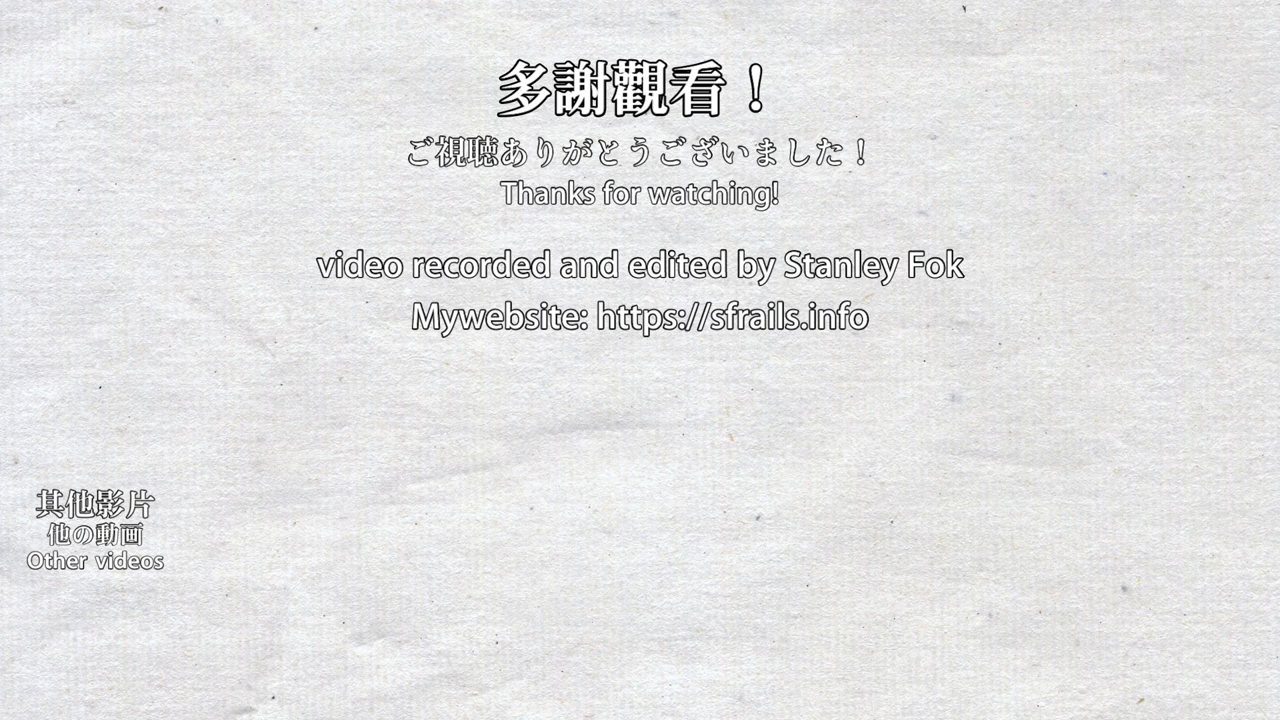 多謝觀看！
ご視聴ありがとうございました！
Thanks for watching!
video recorded and edited by Stanley Fok
Mywebsite: https://sfrails.info
其他影片
他の動画
Other videos